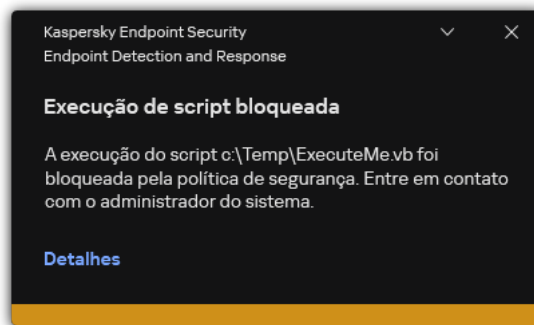 Kaspersky Endpoint Security
Endpoint Detection and Response
Execução de script bloqueada
A execução do script c:\Temp\ExecuteMe.vb foi
bloqueada pela política de segurança. Entre em contato
com o administrador do sistema.
Detalhes